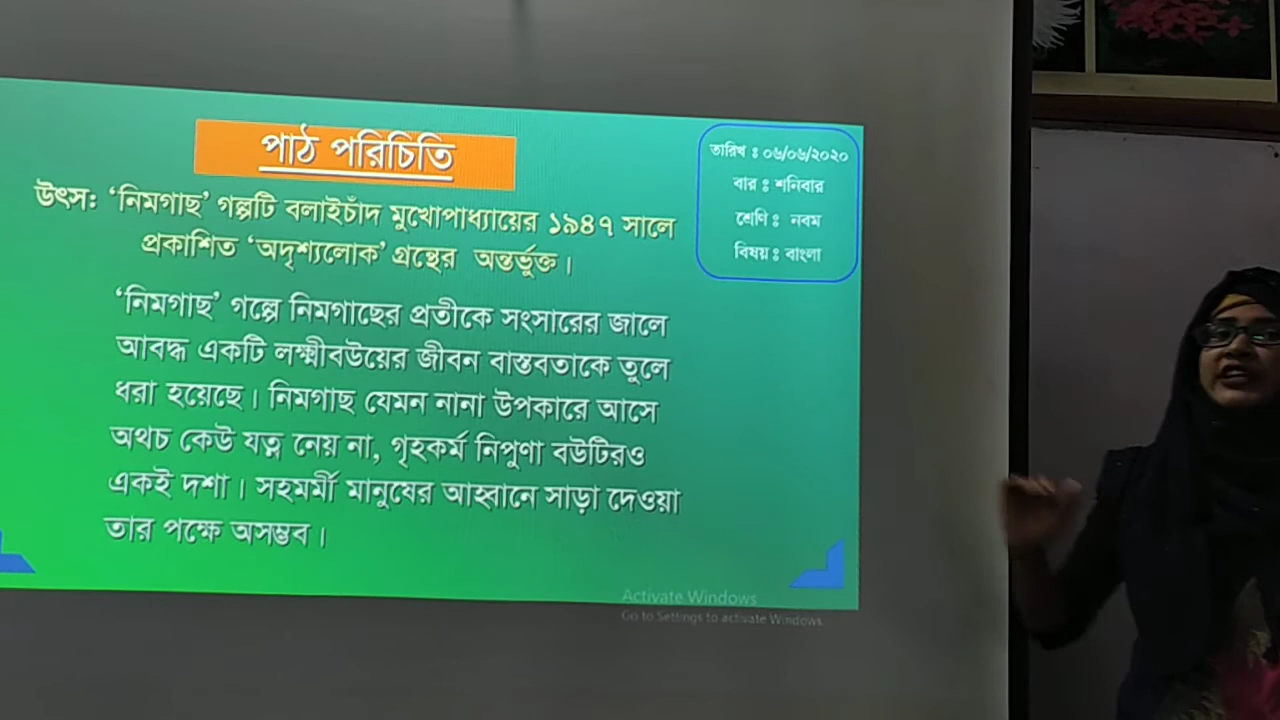 পাঠ পরিচিতি
তারিখ ঃ ০৬/০৬/২০২০
বার ঃ শনিবার
শ্রেণি ঃ নবম
বিষয় ঃ বাংলা
উৎস: ‘নিমগাছ’ গল্পটি বলাইচাঁদ মুখোপাধ্যায়ের ১৯৪৭ সালে
প্রকাশিত ‘অদৃশ্যলোক’ গ্রন্থের অন্তর্ভুক্ত।
‘নিমগাছ’ গল্পে নিমগাছের প্রতীকে সংসারের জালে
আবদ্ধ একটি লক্ষ্মীবউয়ের জীবন বাস্তবতাকে তুলে
ধরা হয়েছে। নিমগাছ যেমন নানা উপকারে আসে
অথচ কেউ যত্ন নেয় না, গৃহকর্ম নিপুণা বউটিরও
একই দশা। সহমর্মী মানুষের আহ্বানে সাড়া দেওয়া
তার পক্ষে অসম্ভব।
Activate Windows
Go to Settings to activate Windows.